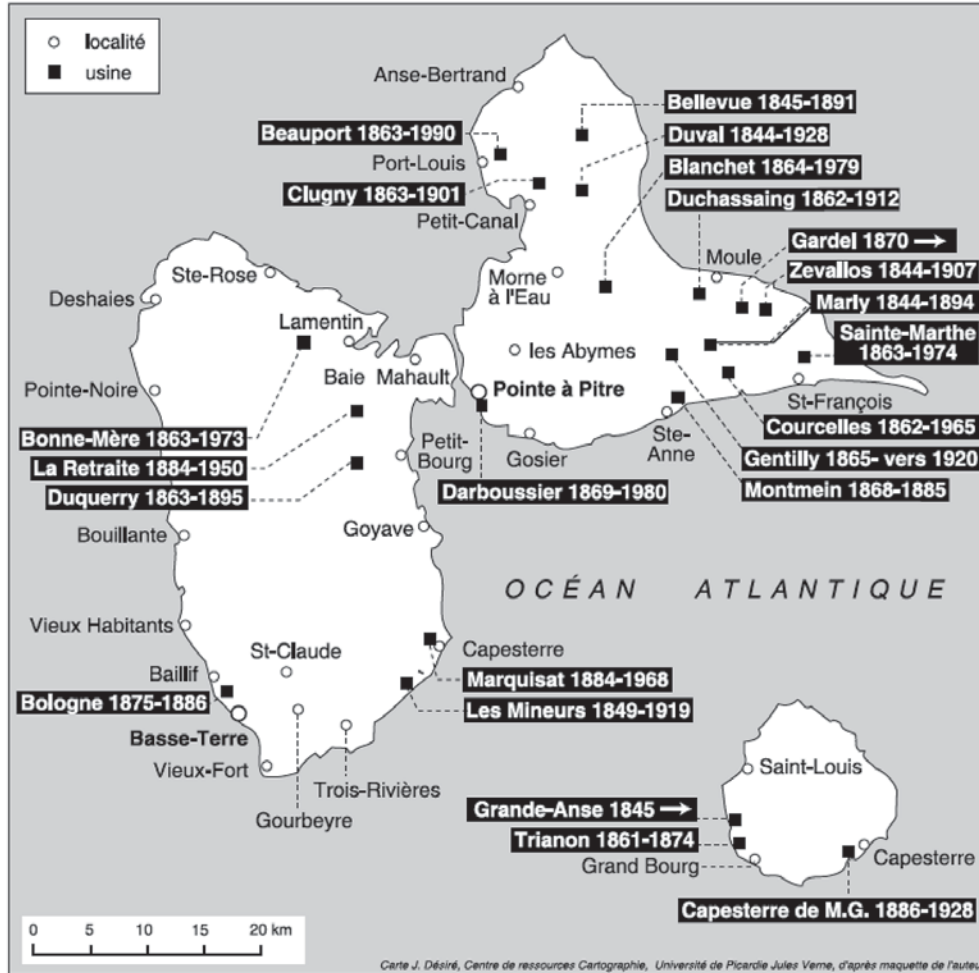 localité
usine
Anse-Bertrand
Bellevue 1845-1891
Beauport 1863-1990
Duval 1844-1928
Port-Louis
Blanchet 1864-1979
Clugny 1863-1901
Duchassaing 1862-1912
Petit-Canal
Gardel 1870 →
Moule
Ste-Rose
Morne
à l'Eau
Zevallos 1844-1907
Deshaies
Marly 1844-1894
Lamentin
Sainte-Marthe
1863-1974
les Abymes
Baie Mahault
Pointe-Noire
Pointe à Pitre
St-François
Ste-
Anne
Courcelles 1862-1965
Bonne-Mère 1863-1973
Petit-
Bourg
Gosier
Gentilly 1865- vers 1920
La Retraite 1884-1950
Darboussier 1869-1980
Montmein 1868-1885
Duquerry 1863-1895
Goyave
Bouillante
OCÉAN ATLANTIQUE
Vieux Habitants
St-Claude
Capesterre
Baillif
Marquisat 1884-1968
Bologne 1875-1886
Les Mineurs 1849-1919
Basse-Terre
Vieux-Fort
Saint-Louis
Trois-Rivières
Gourbeyre
Grande-Anse 1845 →
Trianon 1861-1874
Grand Bourg
Capesterre
Capesterre de M.G. 1886-1928
0 5 10 15 20 km
Carte J. Désiré, Centre de ressources Cartographie, Université de Picardie Jules Verne, d'après maquette de l'auteu